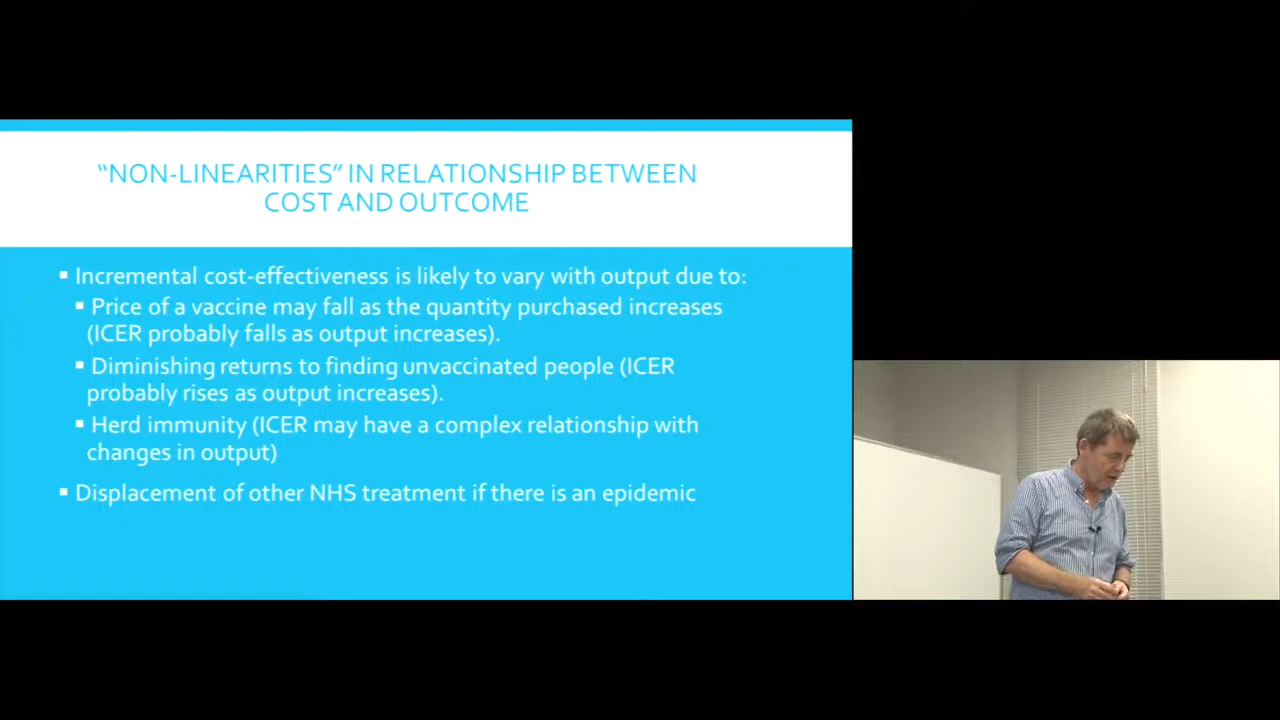 “NON-LINEARITIES” IN RELATIONSHIP BETWEEN
COST AND OUTCOME
▪ Incremental cost-effectiveness is likely to vary with output due to:
▪ Price of a vaccine may fall as the quantity purchased increases
(ICER probably falls as output increases).
▪ Diminishing returns to finding unvaccinated people (ICER
probably rises as output increases).
▪ Herd immunity (ICER may have a complex relationship with
changes in output)
▪ Displacement of other NHS treatment if there is an epidemic